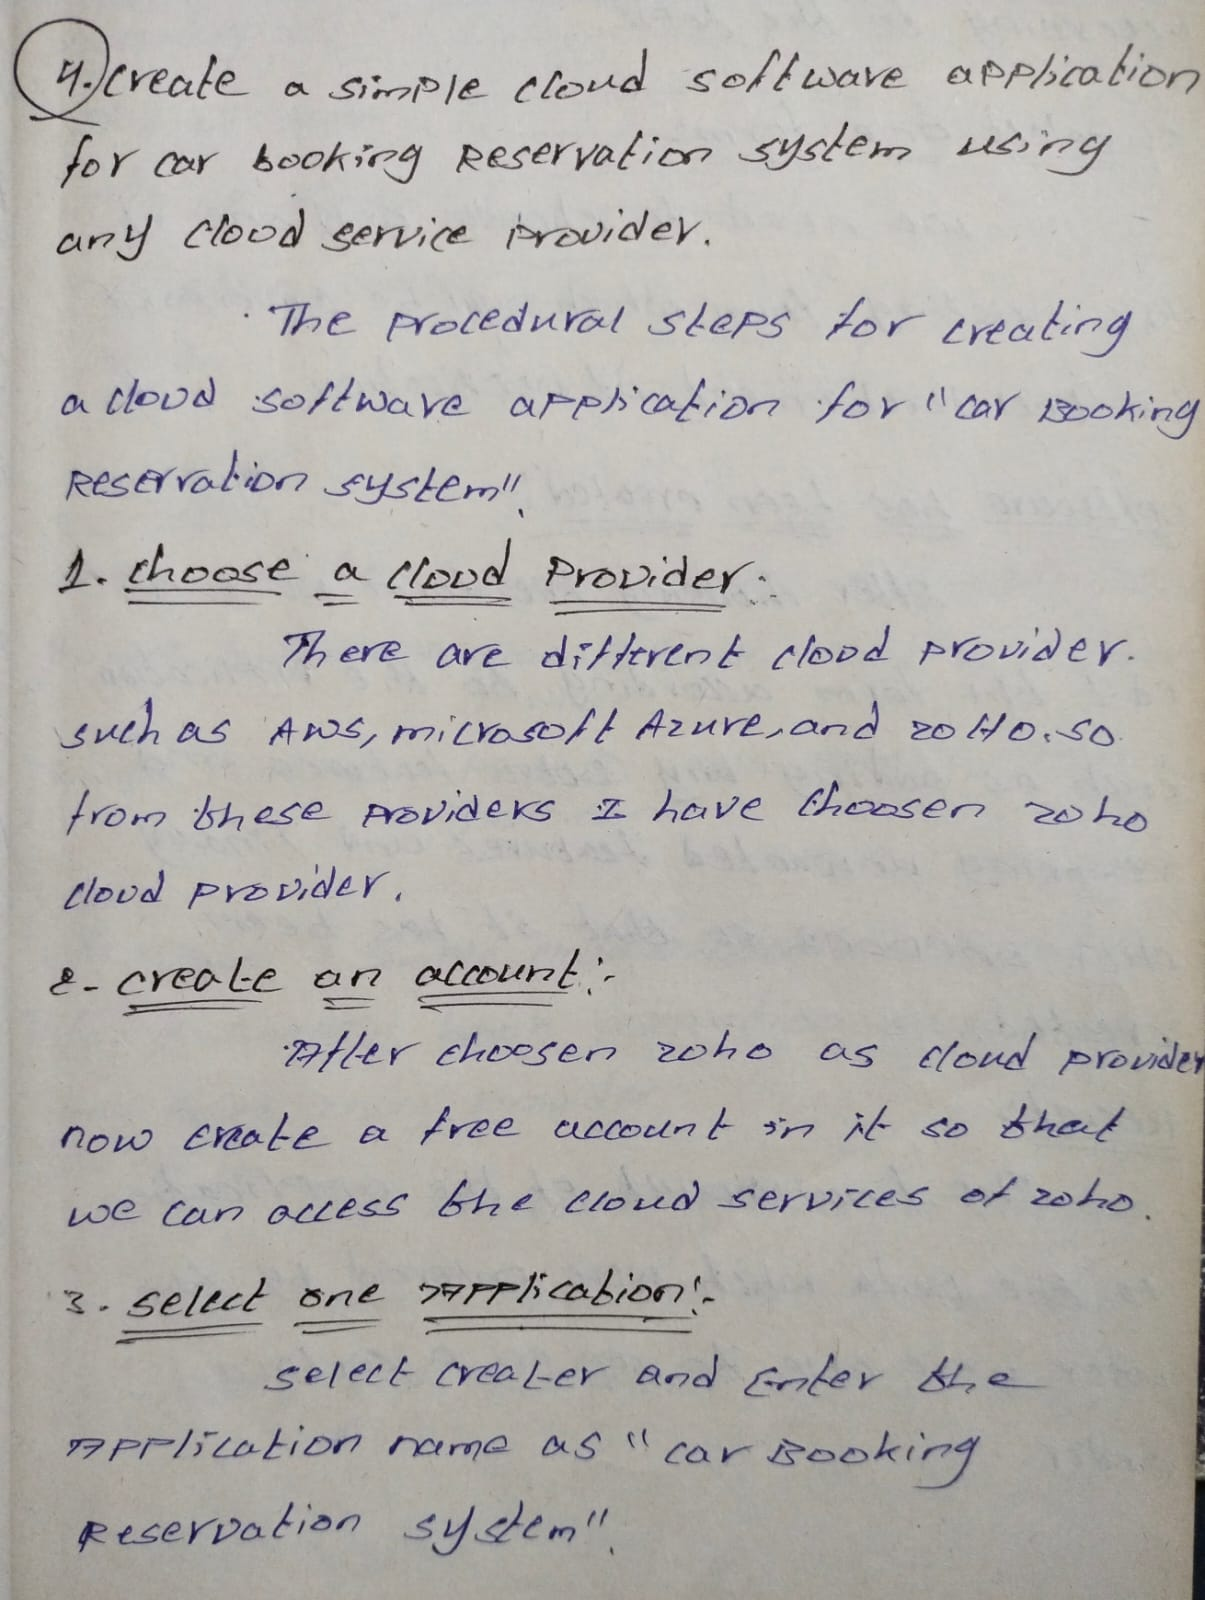 4. Create a simple cloud software application
for car booking Reservation system using
any cloud service provider.
The procedural steps for creating
a cloud software application for "car Booking
Reservation system".
1. choose a cloud Provider:-
There are different cloud provider.
such as AWS, microsoft Azure, and ZOHO. so
from these providers I have choosen zoho
cloud provider.
2. create an account:-
After choosen zoho as cloud provider
now create a free account in it so that
we can access the cloud services of zoho.
3. select one Application:-
select creater and Enter the
Application name as "car Booking
Reservation system".